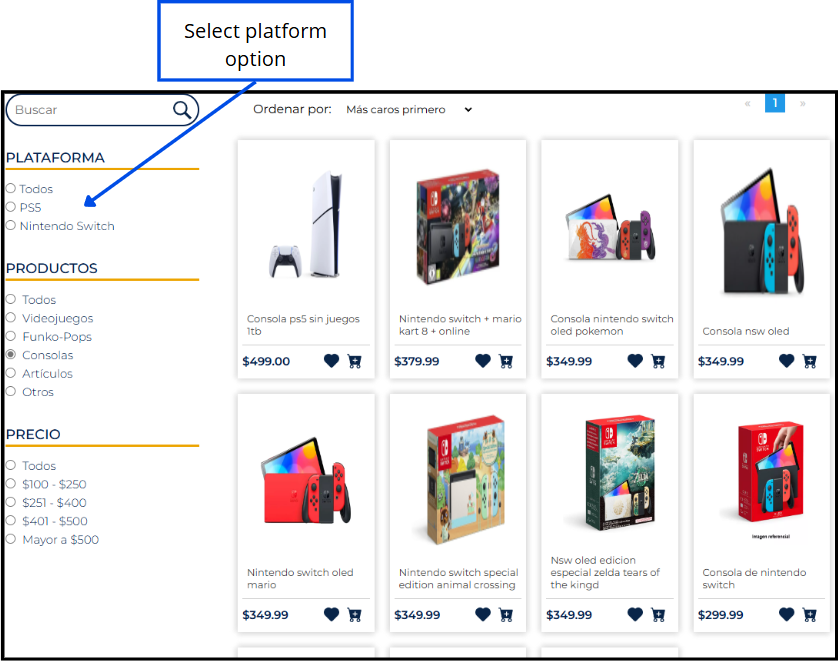 Select platform
option
Buscar
Ordenar por: Más caros primero
« 1 »
PLATAFORMA
Todos
PS5
Nintendo Switch
PRODUCTOS
Todos
Videojuegos
Funko-Pops
Consolas
Artículos
Otros
PRECIO
Todos
$100 - $250
$251 - $400
$401 - $500
Mayor a $500
Consola ps5 sin juegos
1tb
$499.00
Nintendo switch + mario
kart 8 + online
$379.99
Consola nintendo switch
oled pokemon
$349.99
Consola nsw oled
$349.99
Nintendo switch oled
mario
$349.99
Nintendo switch special
edition animal crossing
$349.99
ZELDA
Nsw oled edicion
especial zelda tears of
the kingd
$349.99
Imagen referencial
Consola de nintendo
switch
$299.99